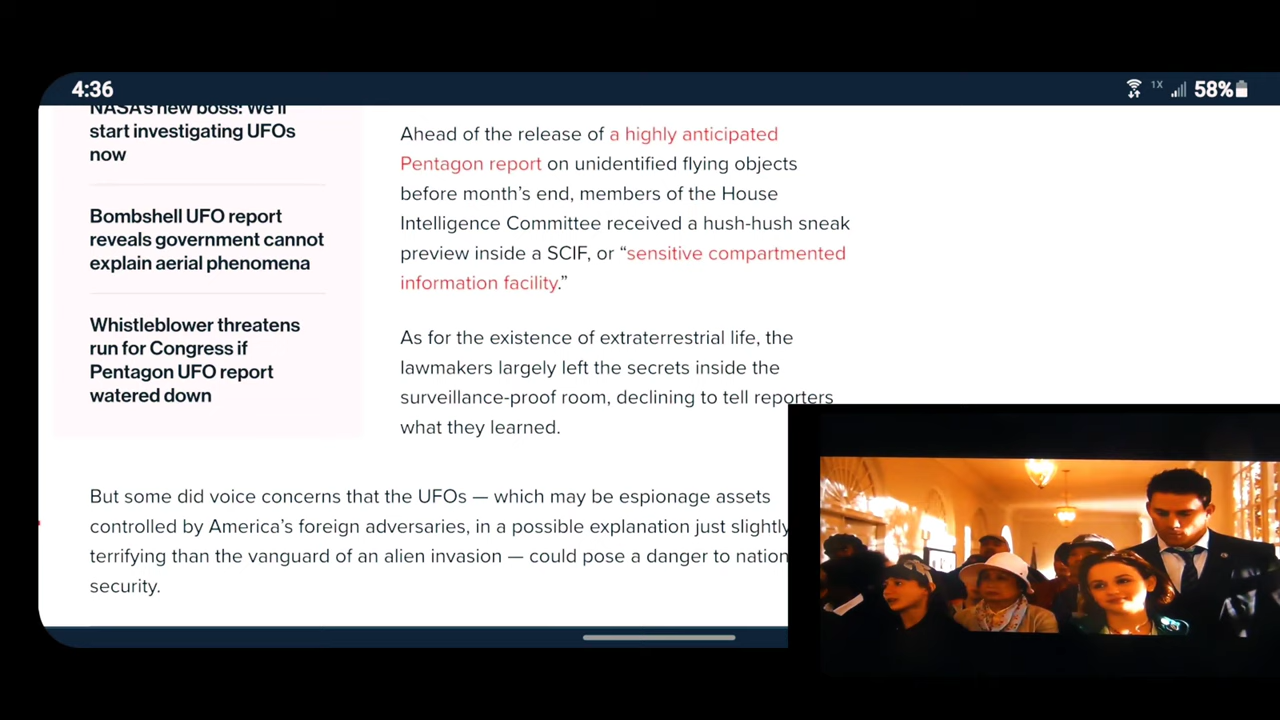 4:36
1X
58%
NASA's new boss: We'll
start investigating UFOs
now
Bombshell UFO report
reveals government cannot
explain aerial phenomena
Whistleblower threatens
run for Congress if
Pentagon UFO report
watered down
Ahead of the release of a highly anticipated
Pentagon report on unidentified flying objects
before month's end, members of the House
Intelligence Committee received a hush-hush sneak
preview inside a SCIF, or “sensitive compartmented
information facility.”
As for the existence of extraterrestrial life, the
lawmakers largely left the secrets inside the
surveillance-proof room, declining to tell reporters
what they learned.
But some did voice concerns that the UFOs — which may be espionage assets
controlled by America's foreign adversaries, in a possible explanation just slightly
terrifying than the vanguard of an alien invasion — could pose a danger to nation
security.